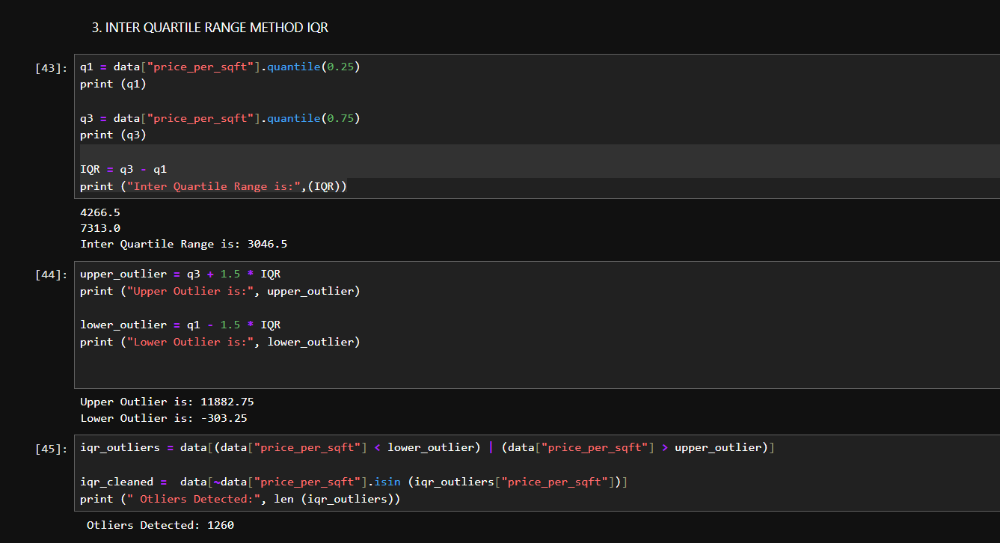 3. INTER QUARTILE RANGE METHOD IQR
[43]: q1 = data["price_per_sqft"].quantile(0.25)
print (q1)
q3 = data["price_per_sqft"].quantile(0.75)
print (q3)
IQR = q3 - q1
print ("Inter Quartile Range is:",(IQR))
4266.5
7313.0
Inter Quartile Range is: 3046.5
[44]: upper_outlier = q3 + 1.5 * IQR
print ("Upper Outlier is:", upper_outlier)
lower_outlier = q1 - 1.5 * IQR
print ("Lower Outlier is:", lower_outlier)
Upper Outlier is: 11882.75
Lower Outlier is: -303.25
[45]: iqr_outliers = data[(data["price_per_sqft"] < lower_outlier) | (data["price_per_sqft"] > upper_outlier)]
iqr_cleaned =  data[~data["price_per_sqft"].isin (iqr_outliers["price_per_sqft"])]
print (" Otliers Detected:", len (iqr_outliers))
Otliers Detected: 1260